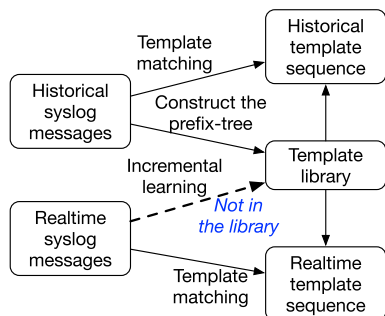 Template
matching
Historical
template
sequence
Historical
syslog
messages
Construct the
prefix-tree
Template
library
Incremental
learning
Not in
the library
Realtime
syslog
messages
Template
matching
Realtime
template
sequence